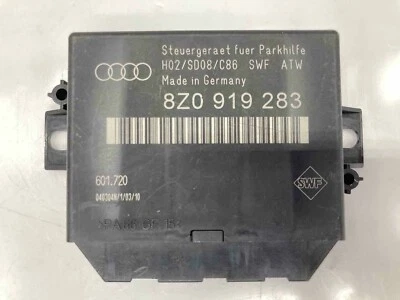 Steuergeraet fuer Parkhilfe
H02/SD08/C86 SWF ATW
Made in Germany
8Z0 919 283
601.720
SWF